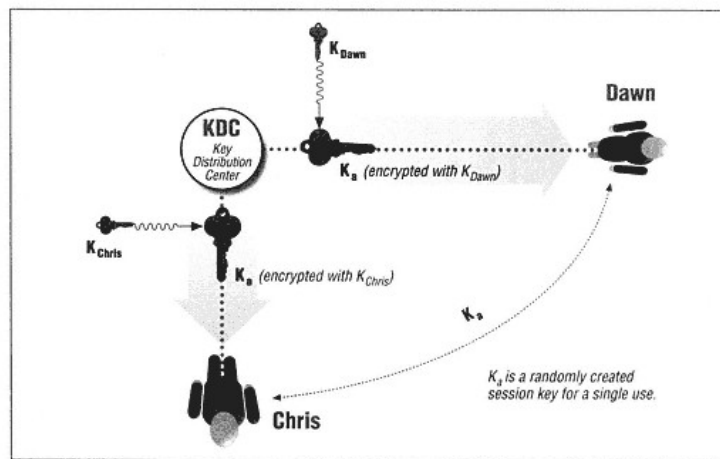 K Dawn
Dawn
KDC
Key
Distribution
Center
Ka (encrypted with KDawn)
KChris
Ka (encrypted with KChris)
Ka
Ka is a randomly created
session key for a single use.
Chris